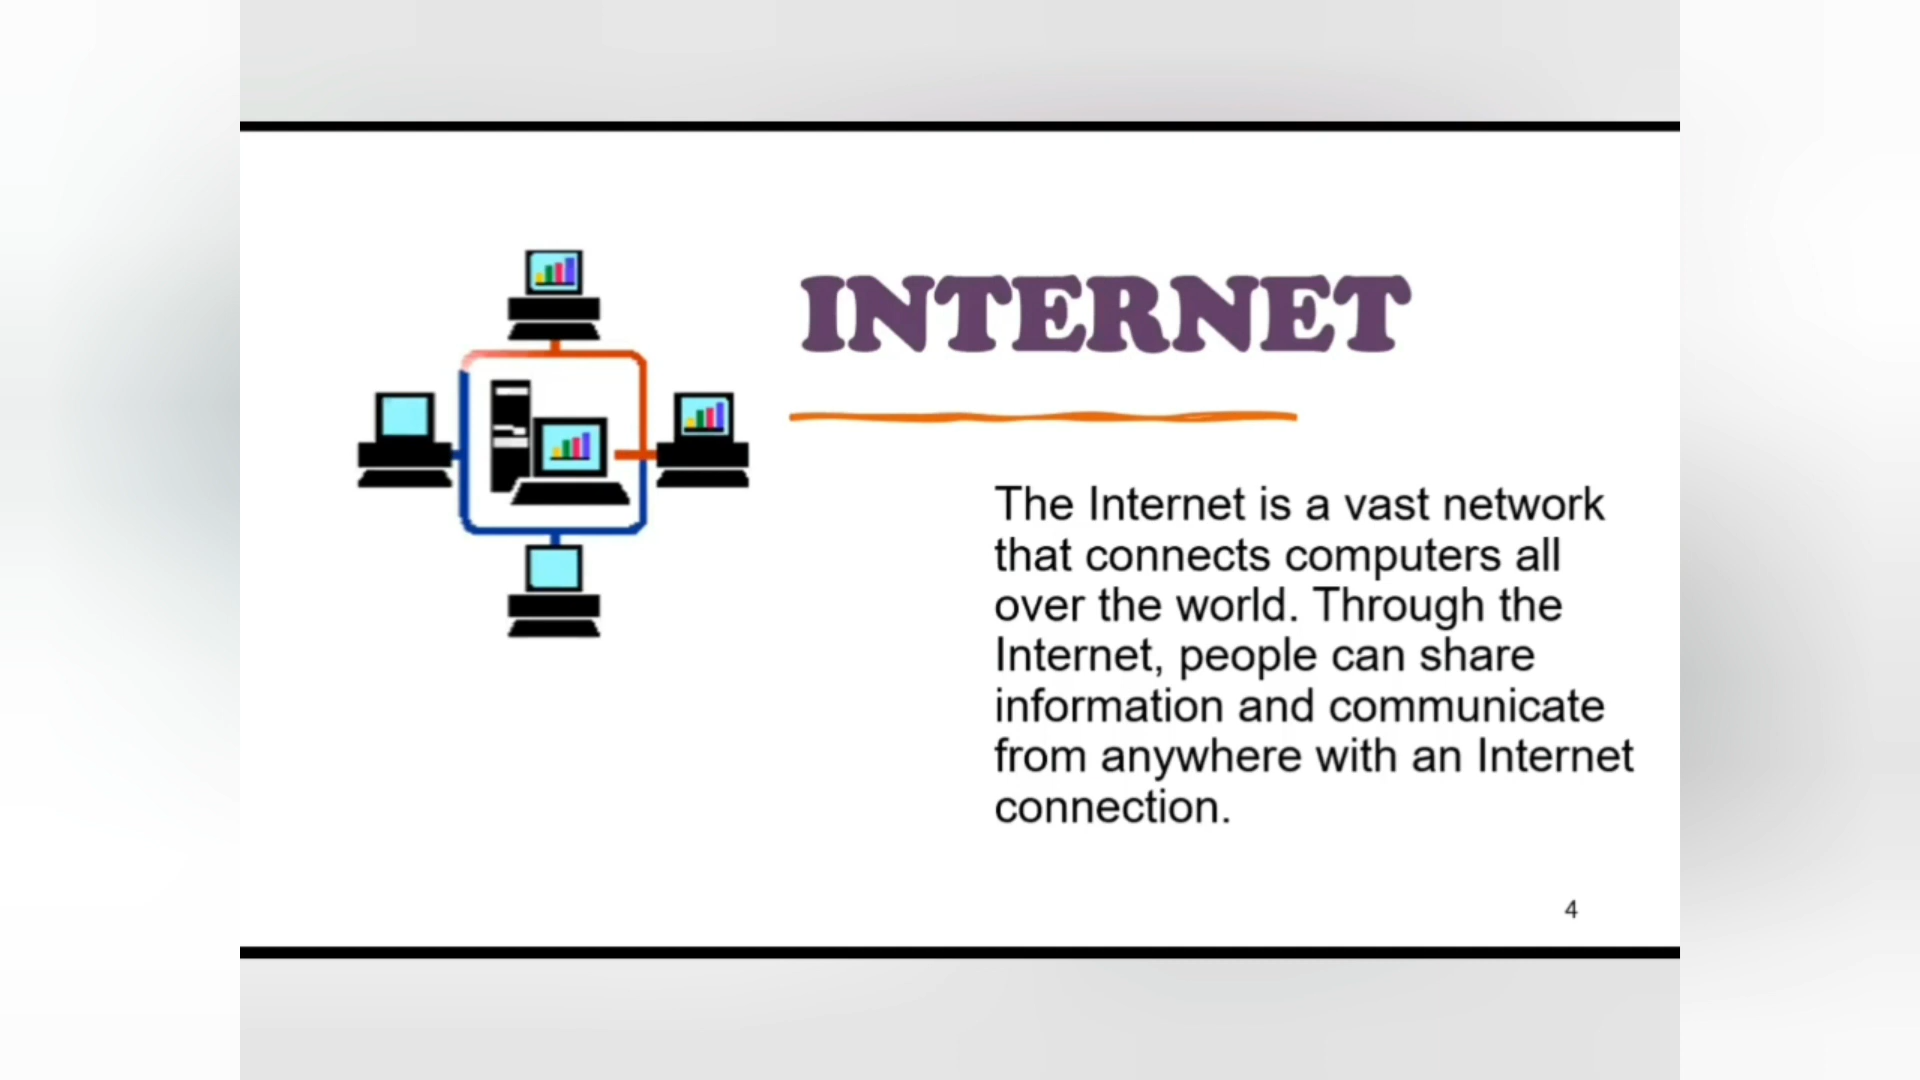 INTERNET
The Internet is a vast network
that connects computers all
over the world. Through the
Internet, people can share
information and communicate
from anywhere with an Internet
connection.
4